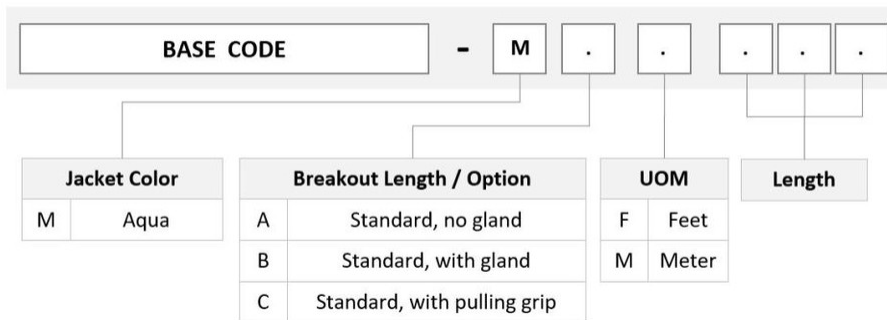 BASE CODE - M . . . . .
Jacket Color
M Aqua
Breakout Length / Option
A Standard, no gland
B Standard, with gland
C Standard, with pulling grip
UOM
F Feet
M Meter
Length